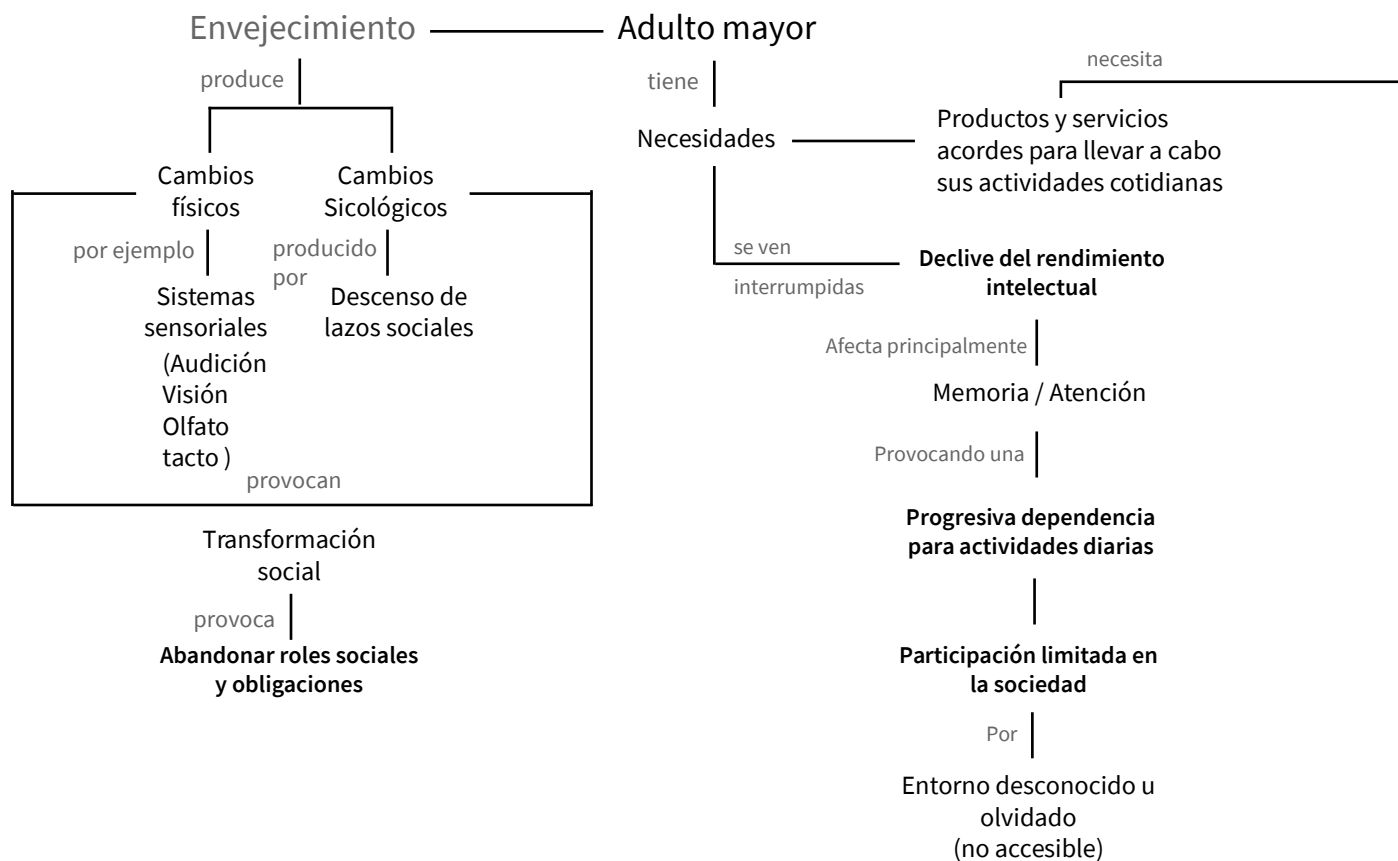 Envejecimiento
Adulto mayor
produce
Cambios
físicos
Cambios
Sicológicos
por ejemplo
producido
por
Sistemas
sensoriales
(Audición
Visión
Olfato
tacto )
Descenso de
lazos sociales
provocan
Transformación
social
provoca
Abandonar roles sociales
y obligaciones
tiene
Necesidades
necesita
Productos y servicios
acordes para llevar a cabo
sus actividades cotidianas
se ven
interrumpidas
Declive del rendimiento
intelectual
Afecta principalmente
Memoria / Atención
Provocando una
Progresiva dependencia
para actividades diarias
Participación limitada en
la sociedad
Por
Entorno desconocido u
olvidado
(no accesible)